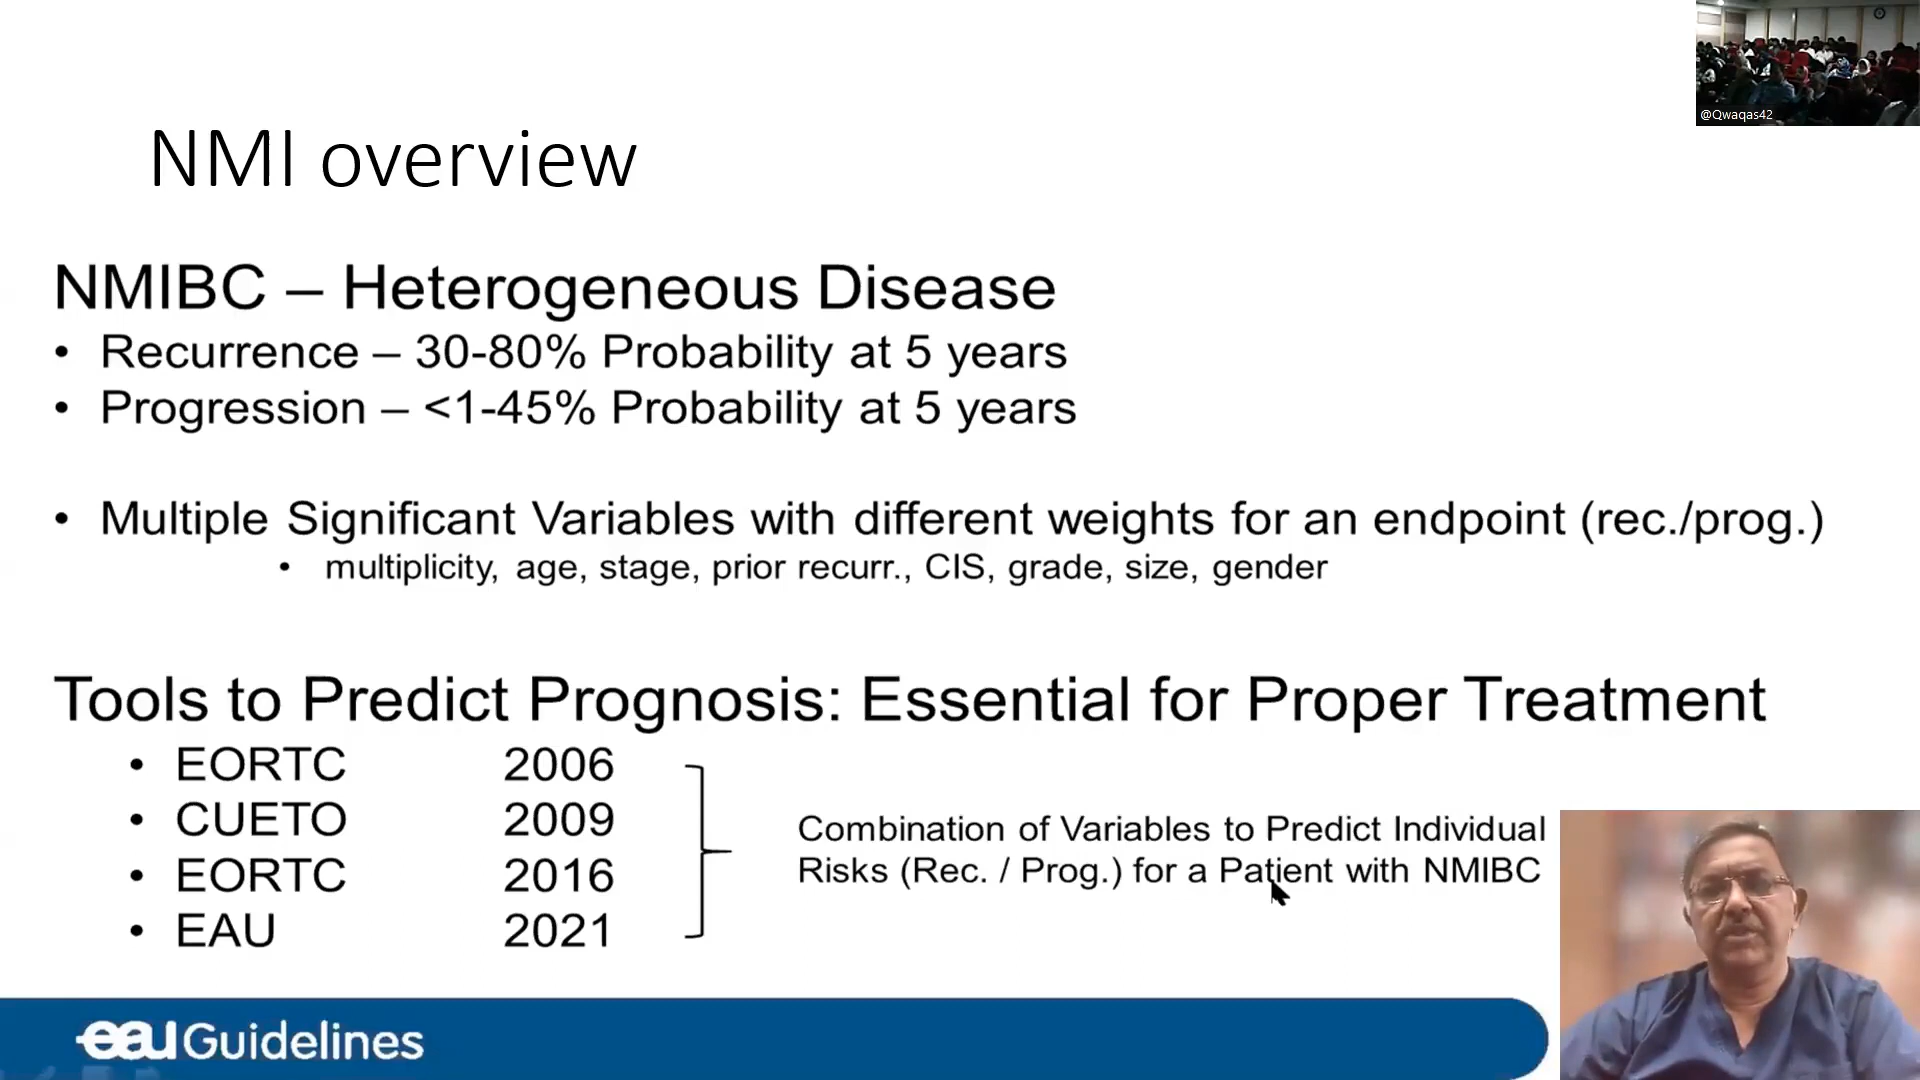 @Qwaqas42
NMI overview
NMIBC – Heterogeneous Disease
• Recurrence – 30-80% Probability at 5 years
• Progression – <1-45% Probability at 5 years
• Multiple Significant Variables with different weights for an endpoint (rec./prog.)
• multiplicity, age, stage, prior recurr., CIS, grade, size, gender
Tools to Predict Prognosis: Essential for Proper Treatment
• EORTC 2006
• CUETO 2009
• EORTC 2016
• EAU 2021
Combination of Variables to Predict Individual
Risks (Rec. / Prog.) for a Patient with NMIBC
eau Guidelines